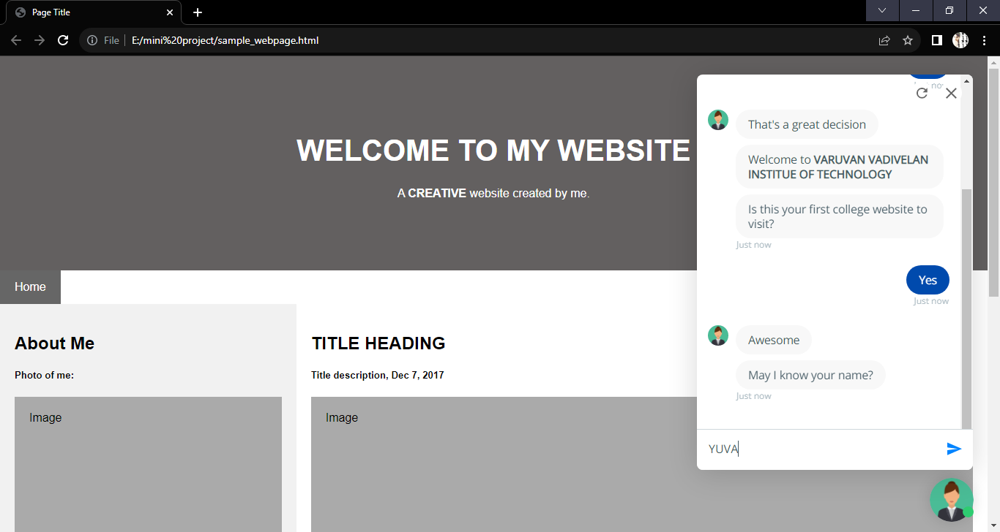 Page Title
File
E:/mini%20project/sample_webpage.html
WELCOME TO MY WEBSITE
A CREATIVE website created by me.
Home
About Me
Photo of me:
Image
TITLE HEADING
Title description, Dec 7, 2017
Image
That's a great decision
Welcome to VARUVAN VADIVELAN
INSTITUE OF TECHNOLOGY
Is this your first college website to
visit?
Just now
Yes
Just now
Awesome
May I know your name?
Just now
YUVA